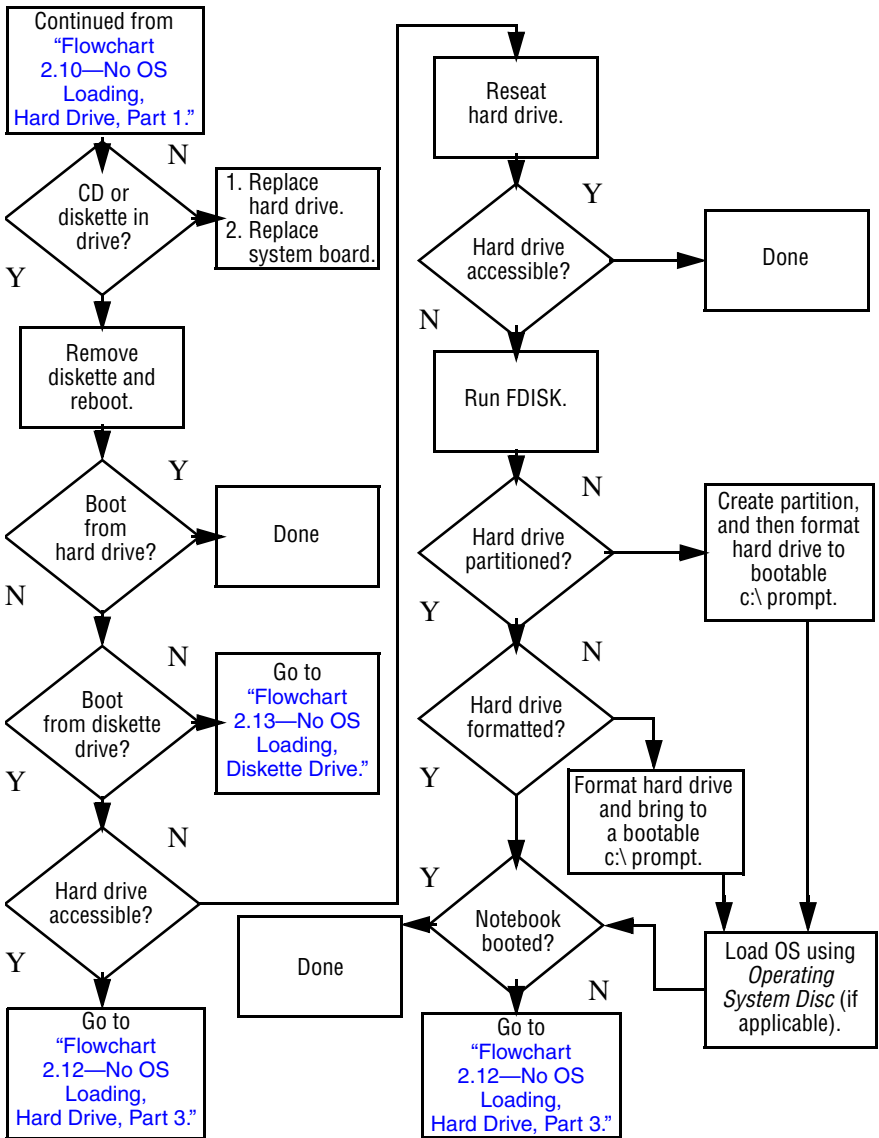 Continued from
“Flowchart
2.10—No OS
Loading,
Hard Drive, Part 1.”
N
CD or
diskette in
drive?
1. Replace
hard drive.
2. Replace
system board.
Y
Remove
diskette and
reboot.
Y
Boot
from
hard drive?
Done
N
N
Boot
from diskette
drive?
Go to
“Flowchart
2.13—No OS
Loading,
Diskette Drive.”
Y
N
Hard drive
accessible?
Y
Go to
“Flowchart
2.12—No OS
Loading,
Hard Drive, Part 3.”
Reseat
hard drive.
Y
Hard drive
accessible?
Done
N
Run FDISK.
N
Hard drive
partitioned?
Create partition,
and then format
hard drive to
bootable
c:\ prompt.
Y
N
Hard drive
formatted?
Y
Format hard drive
and bring to
a bootable
c:\ prompt.
Y
Notebook
booted?
Done
Load OS using
Operating
System Disc (if
applicable).
N
Go to
“Flowchart
2.12—No OS
Loading,
Hard Drive, Part 3.”